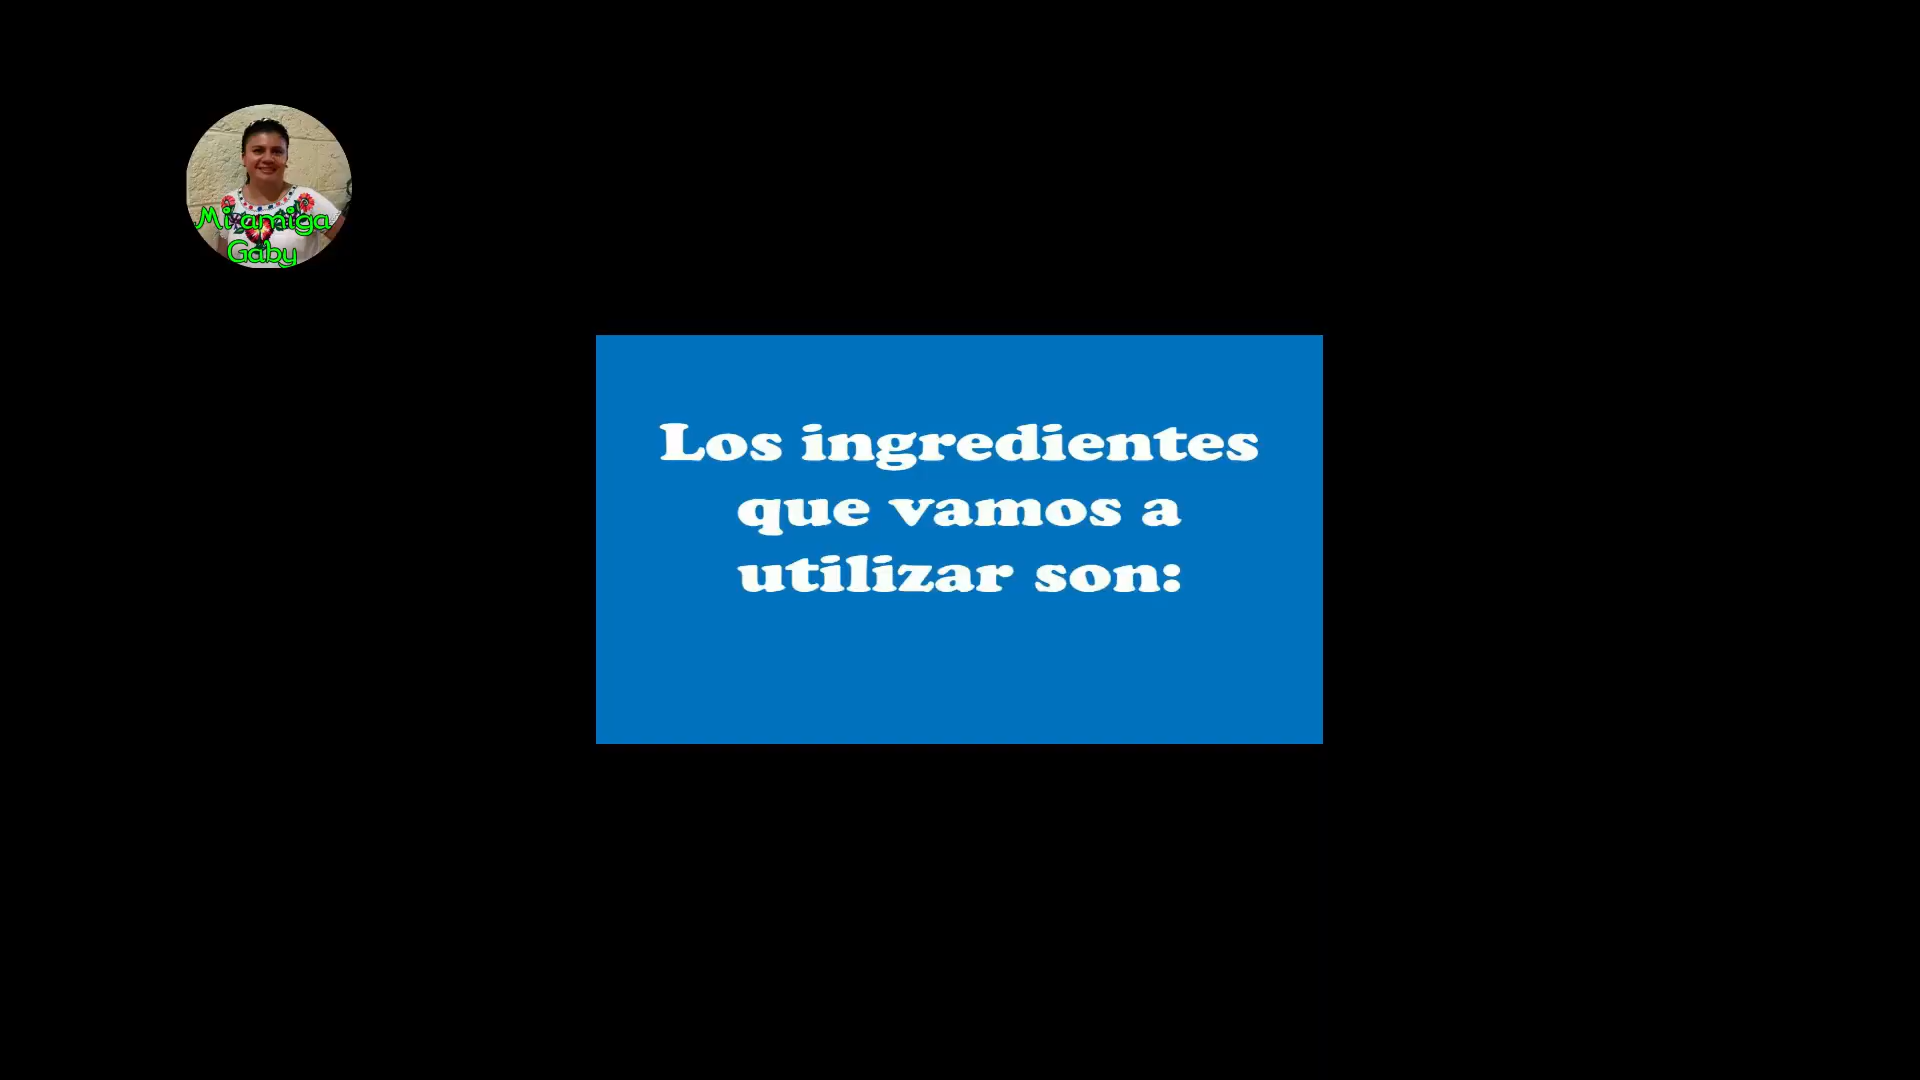 Mi amiga
Gaby
Los ingredientes
que vamos a
utilizar son: